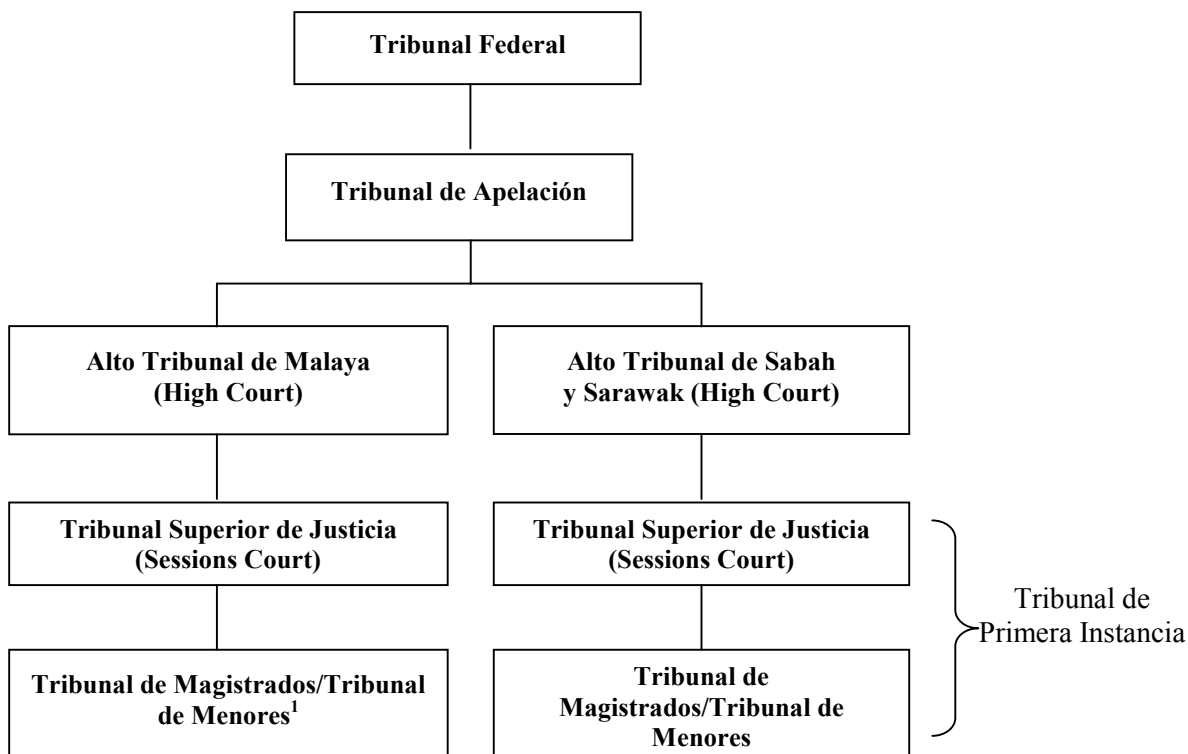 Tribunal Federal
Tribunal de Apelación
Alto Tribunal de Malaya
(High Court)
Alto Tribunal de Sabah
y Sarawak (High Court)
Tribunal Superior de Justicia
(Sessions Court)
Tribunal Superior de Justicia
(Sessions Court)
Tribunal de
Primera Instancia
Tribunal de Magistrados/Tribunal
de Menores¹
Tribunal de
Magistrados/Tribunal de
Menores